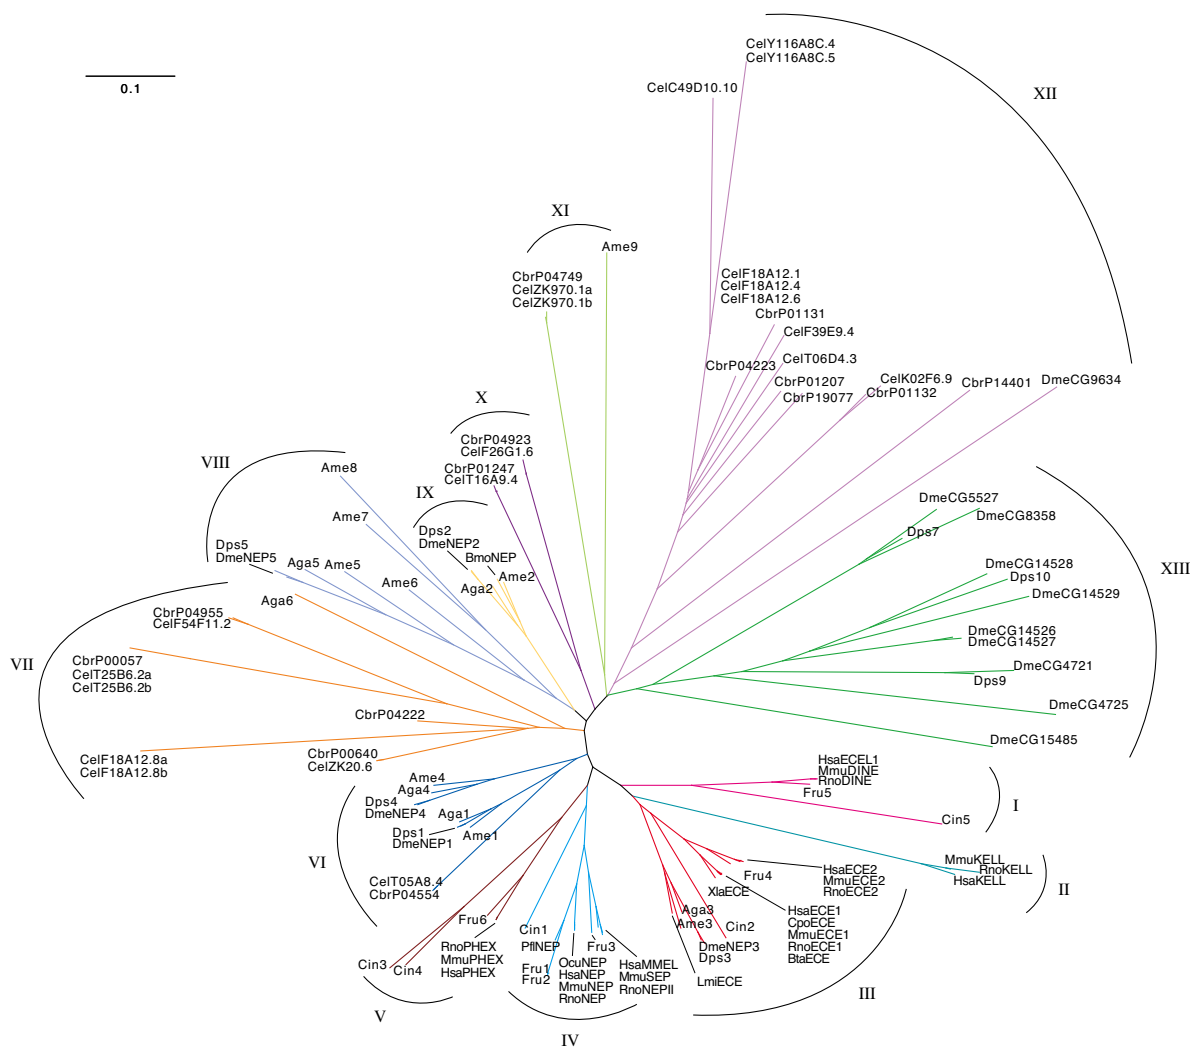 CelY116A8C.4
CelY116A8C.5
CelC49D10.10
0.1
XII
XI
Ame9
CbrP04749
CelZK970.1a
CelZK970.1b
CelF18A12.1
CelF18A12.4
CelF18A12.6
CbrP01131
CelF39E9.4
CelT06D4.3
CbrP04223
CbrP01207
CbrP19077
CelK02F6.9
CbrP01132
CbrP14401
DmeCG9634
X
CbrP04923
CelF26G1.6
CbrP01247
CelT16A9.4
VIII
Ame8
IX
Ame7
Dps2
DmeNEP2
BmoNEP
Ame2
Aga2
Dps5
DmeNEP5
Aga5
Ame5
Ame6
Aga6
DmeCG5527
DmeCG8358
Dps7
DmeCG14528
Dps10
DmeCG14529
XIII
DmeCG14526
DmeCG14527
DmeCG4721
Dps9
DmeCG4725
DmeCG15485
VII
CbrP04955
CelF54F11.2
CbrP00057
CelT25B6.2a
CelT25B6.2b
CbrP04222
CelF18A12.8a
CelF18A12.8b
CbrP00640
CelZK20.6
HsaECEL1
MmuDINE
RnoDINE
Fru5
Cin5
I
Ame4
Aga4
Dps4
DmeNEP4
Aga1
Dps1
DmeNEP1
Ame1
VI
CelT05A8.4
CbrP04554
MmuKELL
RnoKELL
HsaKELL
II
HsaECE2
MmuECE2
RnoECE2
Fru4
XlaECE
HsaECE1
CpoECE
MmuECE1
RnoECE1
BtaECE
Aga3
Ame3
Cin2
DmeNEP3
Dps3
LmiECE
III
Fru6
RnoPHEX
MmuPHEX
HsaPHEX
Cin3
Cin4
V
Cin1
PflNEP
Fru1
Fru2
OcuNEP
HsaNEP
MmuNEP
RnoNEP
Fru3
HsaMMEL
MmuSEP
RnoNEPII
IV